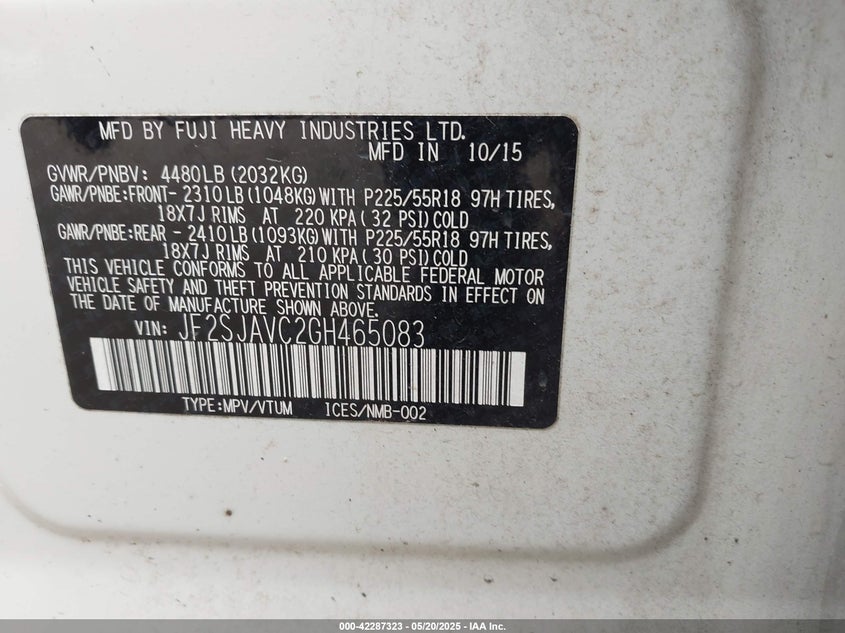 MFD BY FUJI HEAVY INDUSTRIES LTD.
MFD IN 10/15
GVWR/PNBV: 4480LB(2032KG)
GAWR/PNBE:FRONT-2310LB(1048KG)WITH P225/55R18 97H TIRES,
18X7J RIMS AT 220 KPA(32 PSI)COLD
GAWR/PNBE:REAR -2410LB(1093KG)WITH P225/55R18 97H TIRES,
18X7J RIMS AT 210 KPA(30 PSI)COLD
THIS VEHICLE CONFORMS TO ALL APPLICABLE FEDERAL MOTOR
VEHICLE SAFETY AND THEFT PREVENTION STANDARDS IN EFFECT ON
THE DATE OF MANUFACTURE SHOWN ABOVE.
VIN: JF2SJAVC2GH465083
TYPE:MPV/VTUM ICES/NMB-002
000-42287323 — 05/20/2025 — IAA Inc.